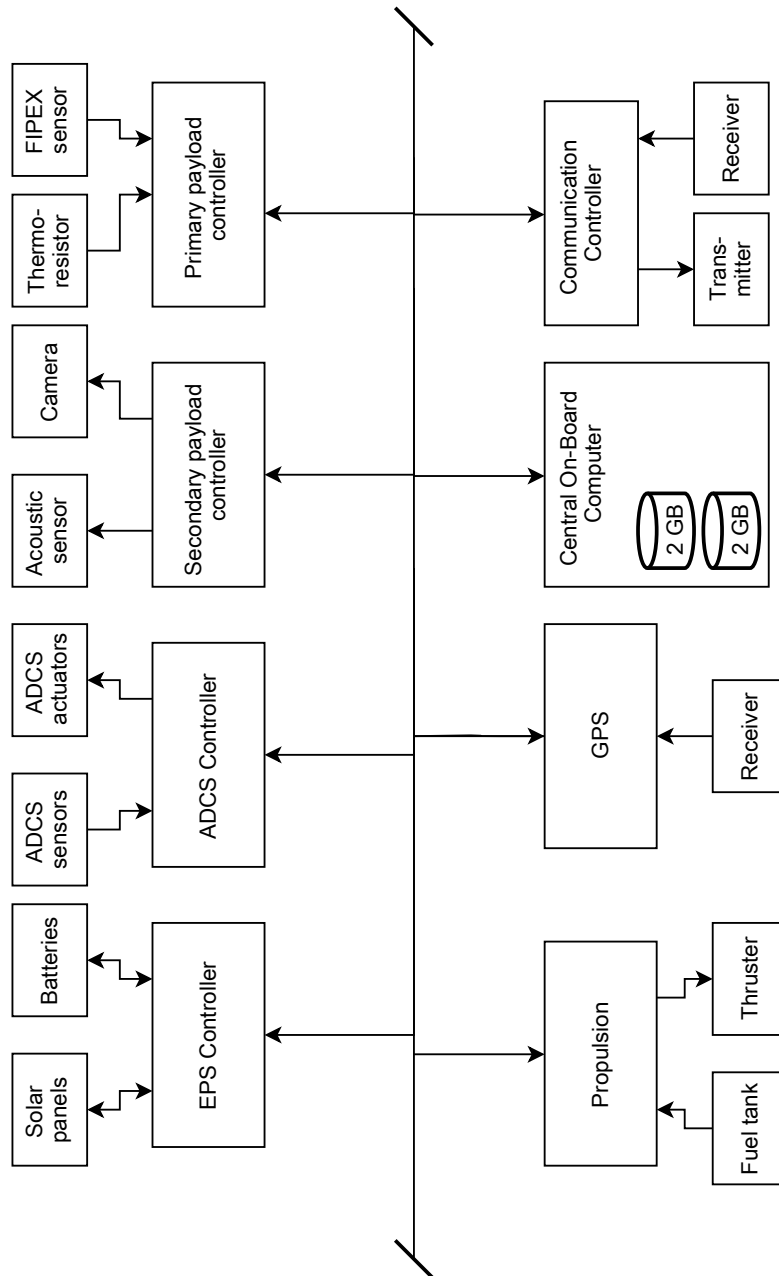 Solar
panels
Batteries
ADCS
sensors
ADCS
actuators
Acoustic
sensor
Camera
Thermo-
resistor
FIPEX
sensor
EPS Controller
ADCS Controller
Secondary payload
controller
Primary payload
controller
Propulsion
GPS
Central On-Board
Computer
2 GB
2 GB
Communication
Controller
Fuel tank
Thruster
Receiver
Trans-
mitter
Receiver